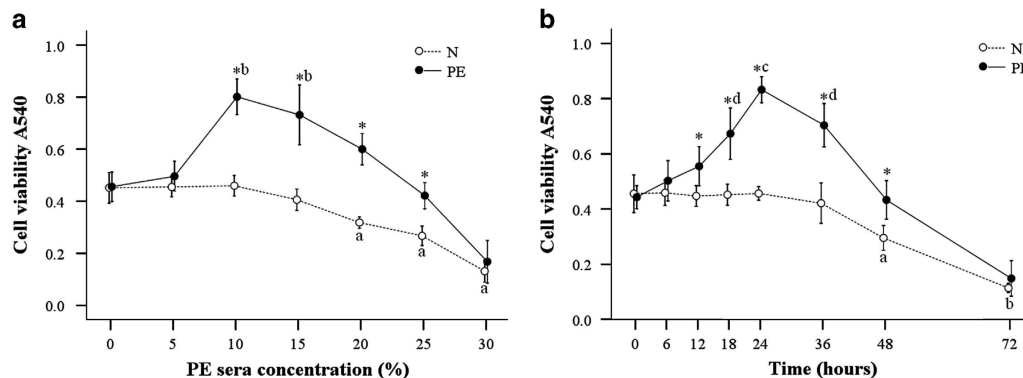 a
Cell viability A540
1.0
0.8
0.6
0.4
0.2
0.0
N
PE
*b
*b
*
*
a
a
a
0 5 10 15 20 25 30
PE sera concentration (%)
b
Cell viability A540
1.0
0.8
0.6
0.4
0.2
0.0
N
PE
*
*d
*c
*d
*
a
b
0 6 12 18 24 36 48 72
Time (hours)